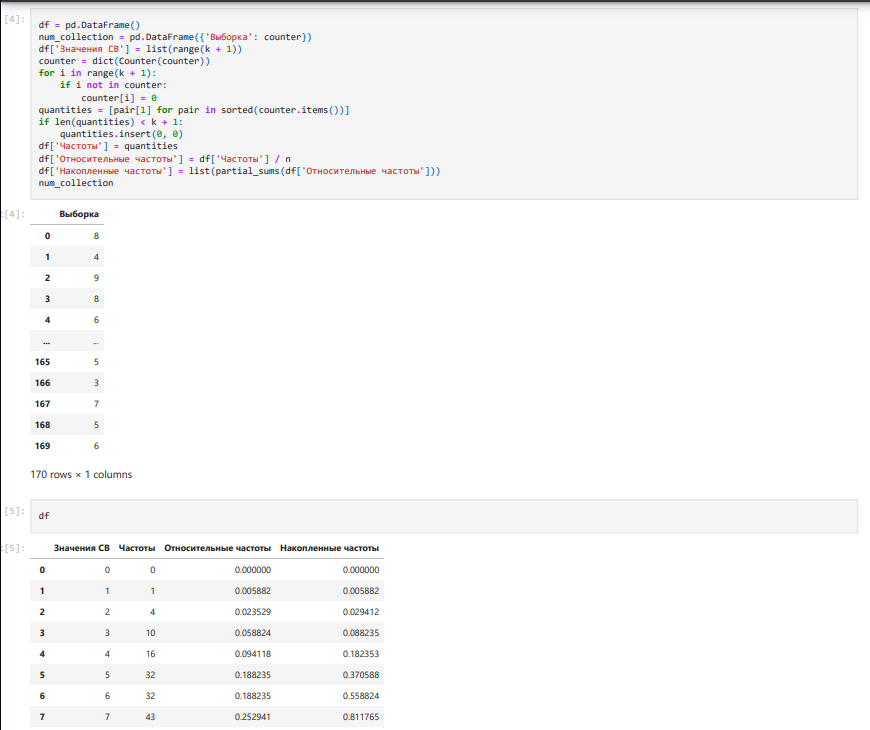 [4]:
df = pd.DataFrame()
num_collection = pd.DataFrame({'Выборка': counter})
df['Значения СВ'] = list(range(k + 1))
counter = dict(Counter(counter))
for i in range(k + 1):
    if i not in counter:
        counter[i] = 0
quantities = [pair[1] for pair in sorted(counter.items())]
if len(quantities) < k + 1:
    quantities.insert(0, 0)
df['Частоты'] = quantities
df['Относительные частоты'] = df['Частоты'] / n
df['Накопленные частоты'] = list(partial_sums(df['Относительные частоты']))
num_collection
:[4]:
Выборка
0 8
1 4
2 9
3 8
4 6
... ...
165 5
166 3
167 7
168 5
169 6
170 rows × 1 columns
[5]:
df
:[5]:
Значения СВ Частоты Относительные частоты Накопленные частоты
0 0 0 0.000000 0.000000
1 1 1 0.005882 0.005882
2 2 4 0.023529 0.029412
3 3 10 0.058824 0.088235
4 4 16 0.094118 0.182353
5 5 32 0.188235 0.370588
6 6 32 0.188235 0.558824
7 7 43 0.252941 0.811765